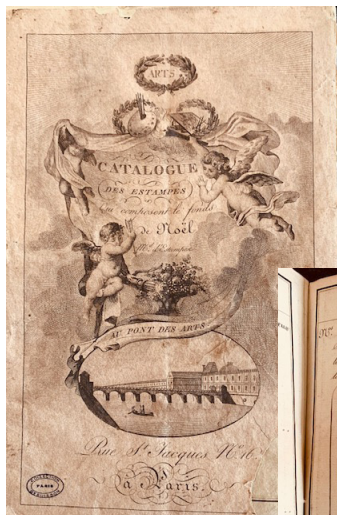 ARTS
CATALOGUE
DES ESTAMPES
qui composent le fonds
de Noël
Md. d'Estampes
AU PONT DES ARTS
Rue St. Jacques No. 16
à Paris.
PARIS